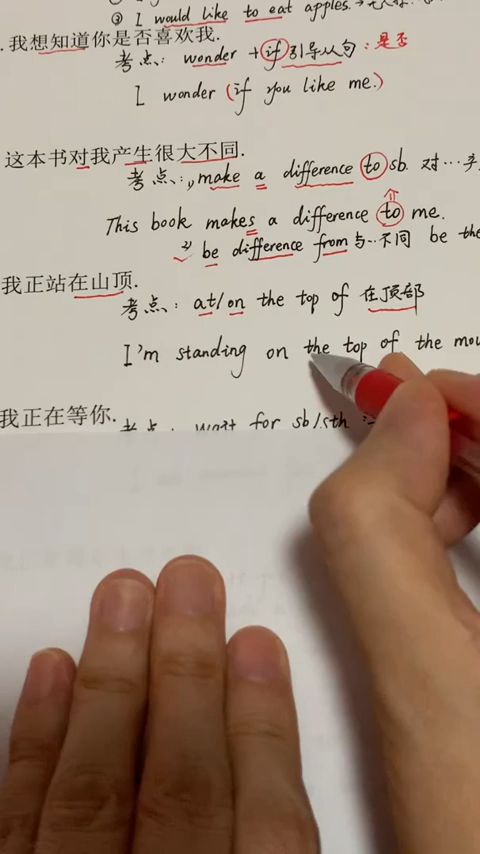 ③ I would like to eat apples.
我想知道你是否喜欢我.
考点: wonder + if 引导从句: 是否
I wonder (if you like me.)
这本书对我产生很大不同.
考点: 1) make a difference to sb. 对…
This book makes a difference to me.
2) be difference from 与…不同 be the
我正站在山顶.
考点: at/on the top of 在顶部
I'm standing on the top of the mou
我正在等你.
考点: wait for sb/sth